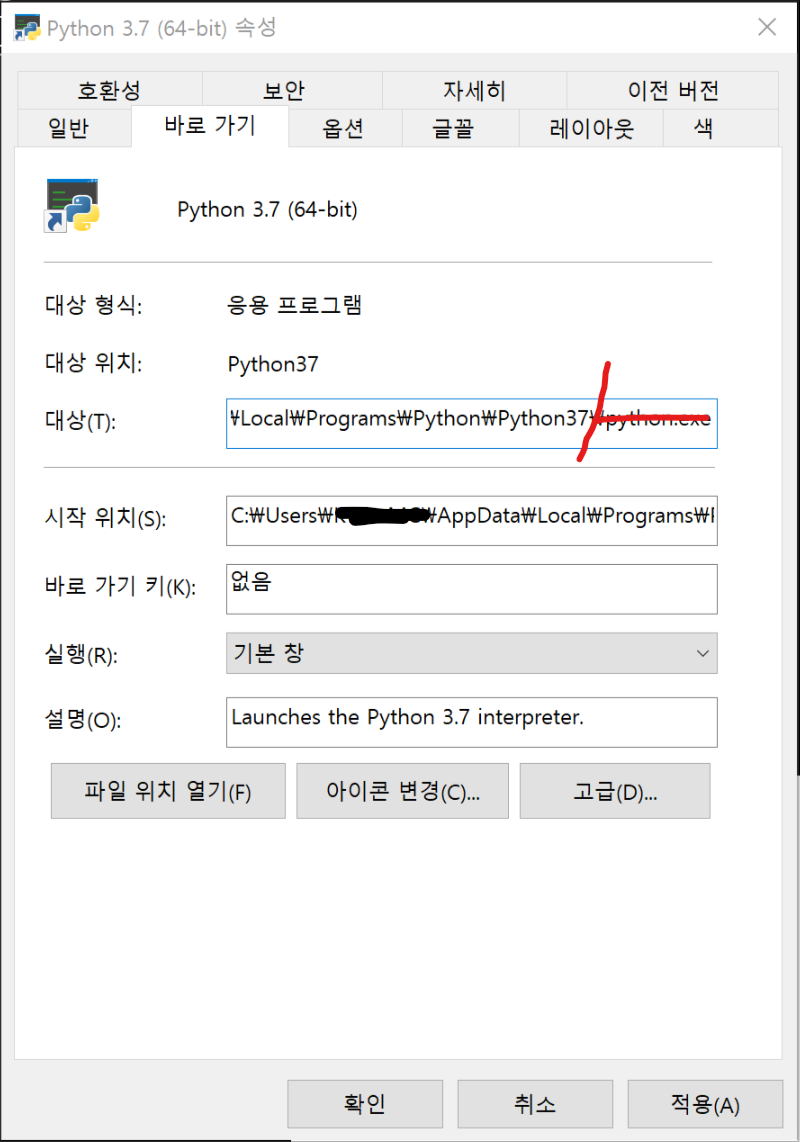 Python 3.7 (64-bit) 속성
호환성 보안 자세히 이전 버전
일반 바로 가기 옵션 글꼴 레이아웃 색
Python 3.7 (64-bit)
대상 형식: 응용 프로그램
대상 위치: Python37
대상(T): ₩Local₩Programs₩Python₩Python37₩python.exe
시작 위치(S): C:₩Users₩ ₩AppData₩Local₩Programs₩
바로 가기 키(K): 없음
실행(R): 기본 창
설명(O): Launches the Python 3.7 interpreter.
파일 위치 열기(F) 아이콘 변경(C)... 고급(D)...
확인 취소 적용(A)